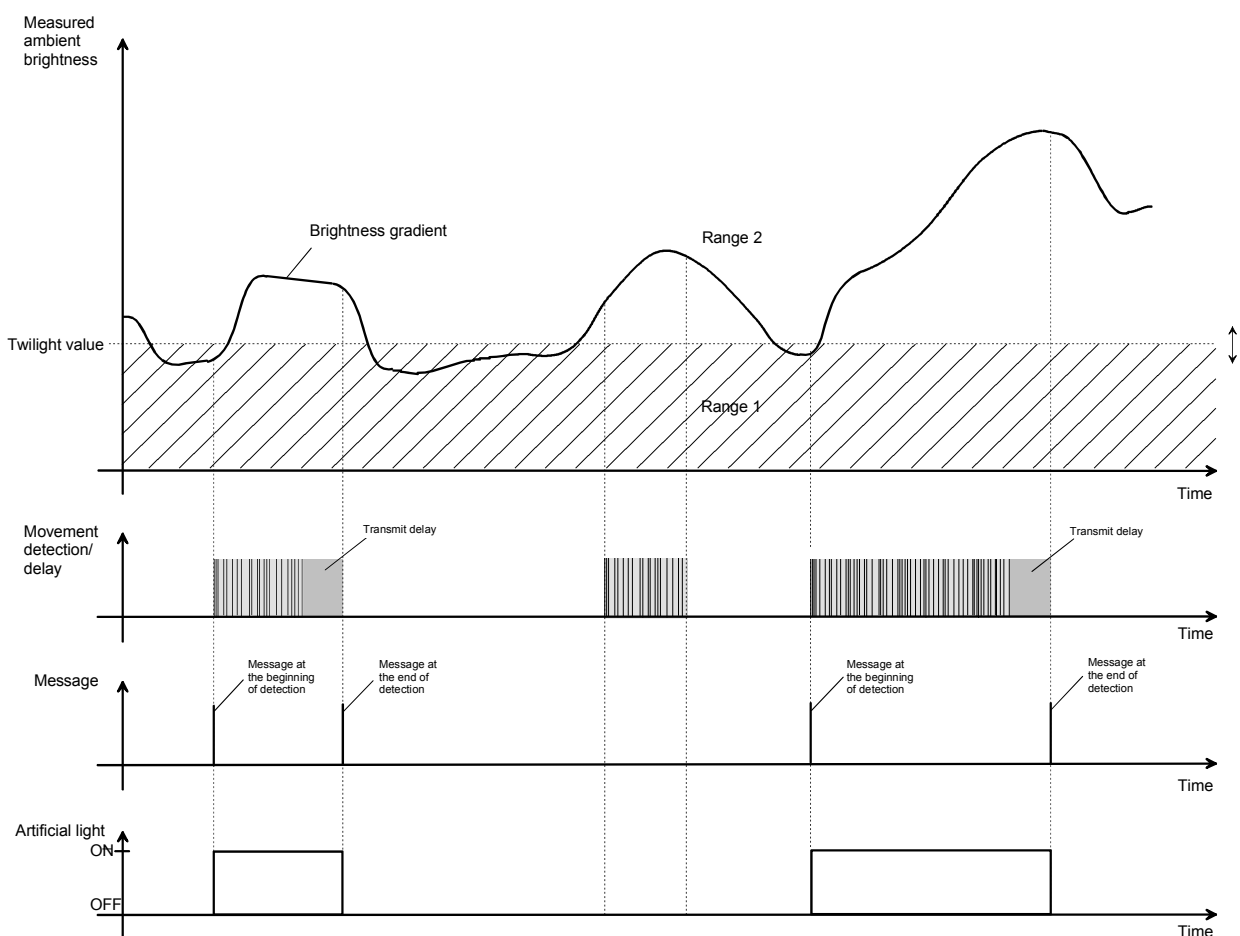 Measured
ambient
brightness
Brightness gradient
Range 2
Twilight value
Range 1
Time
Movement
detection/
delay
Transmit delay
Transmit delay
Time
Message
Message at
the beginning
of detection
Message at
the end of
detection
Message at
the beginning
of detection
Message at
the end of
detection
Time
Artificial light
ON
OFF
Time